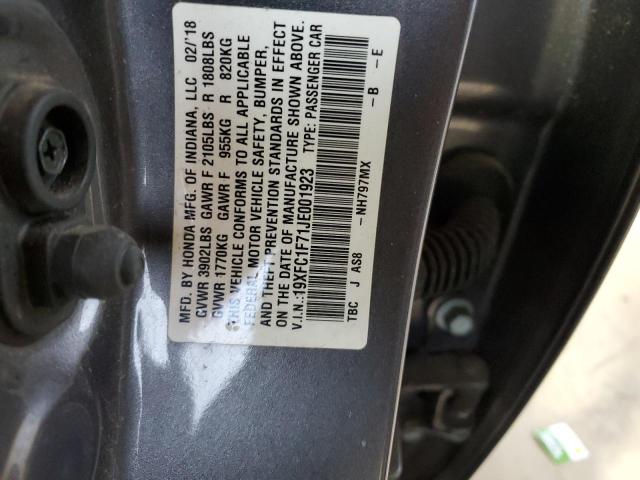 MFD. BY HONDA MFG. OF INDIANA, LLC 02/'18
GVWR 3902LBS GAWR F 2105LBS R 1808LBS
GVWR 1770KG GAWR F 955KG R 820KG
THIS VEHICLE CONFORMS TO ALL APPLICABLE
FEDERAL MOTOR VEHICLE SAFETY, BUMPER,
AND THEFT PREVENTION STANDARDS IN EFFECT
ON THE DATE OF MANUFACTURE SHOWN ABOVE.
V.I.N.:19XFC1F71JE001923 TYPE: PASSENGER CAR
TBC J AS8 - NH797MX - B - E